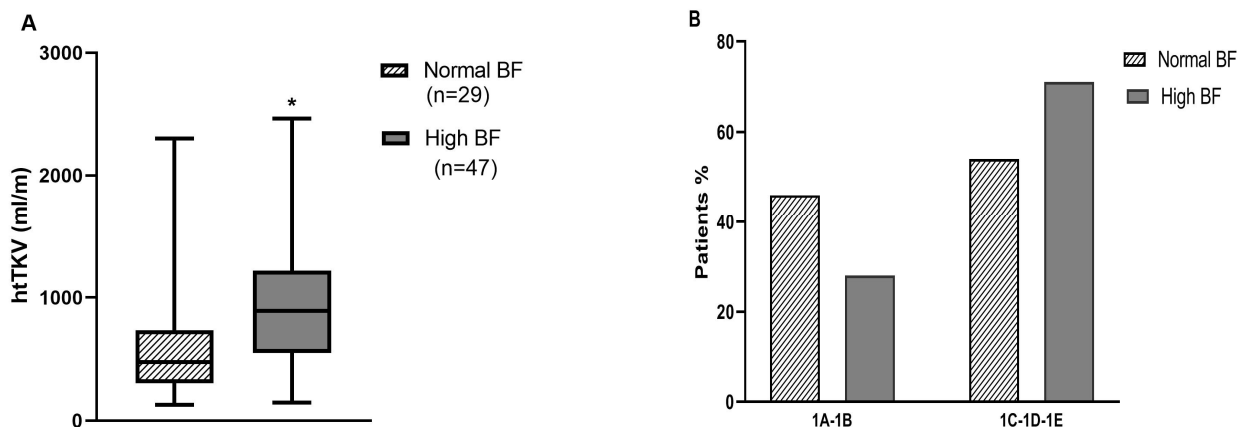 A
3000
2000
1000
0
htTKV (ml/m)
*
Normal BF
(n=29)
High BF
(n=47)
B
80
60
40
20
0
Patients %
1A-1B
1C-1D-1E
Normal BF
High BF